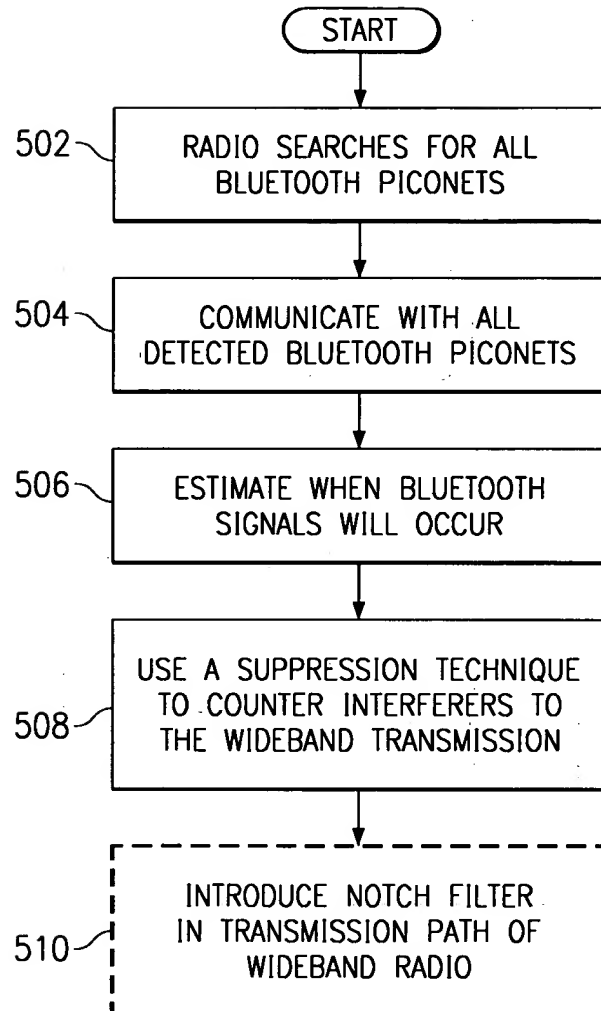 START
502
RADIO SEARCHES FOR ALL
BLUETOOTH PICONETS
504
COMMUNICATE WITH ALL
DETECTED BLUETOOTH PICONETS
506
ESTIMATE WHEN BLUETOOTH
SIGNALS WILL OCCUR
508
USE A SUPPRESSION TECHNIQUE
TO COUNTER INTERFERERS TO
THE WIDEBAND TRANSMISSION
510
INTRODUCE NOTCH FILTER
IN TRANSMISSION PATH OF
WIDEBAND RADIO